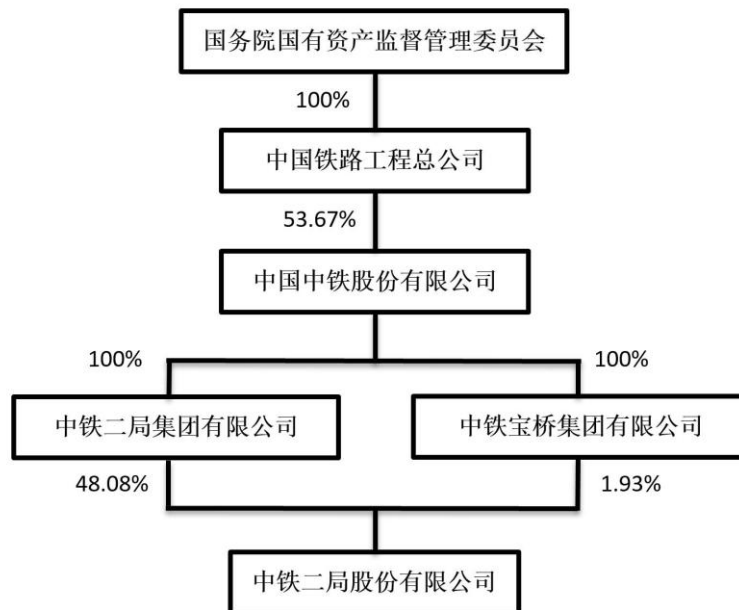 国务院国有资产监督管理委员会
100%
中国铁路工程总公司
53.67%
中国中铁股份有限公司
100%
100%
中铁二局集团有限公司
中铁宝桥集团有限公司
48.08%
1.93%
中铁二局股份有限公司